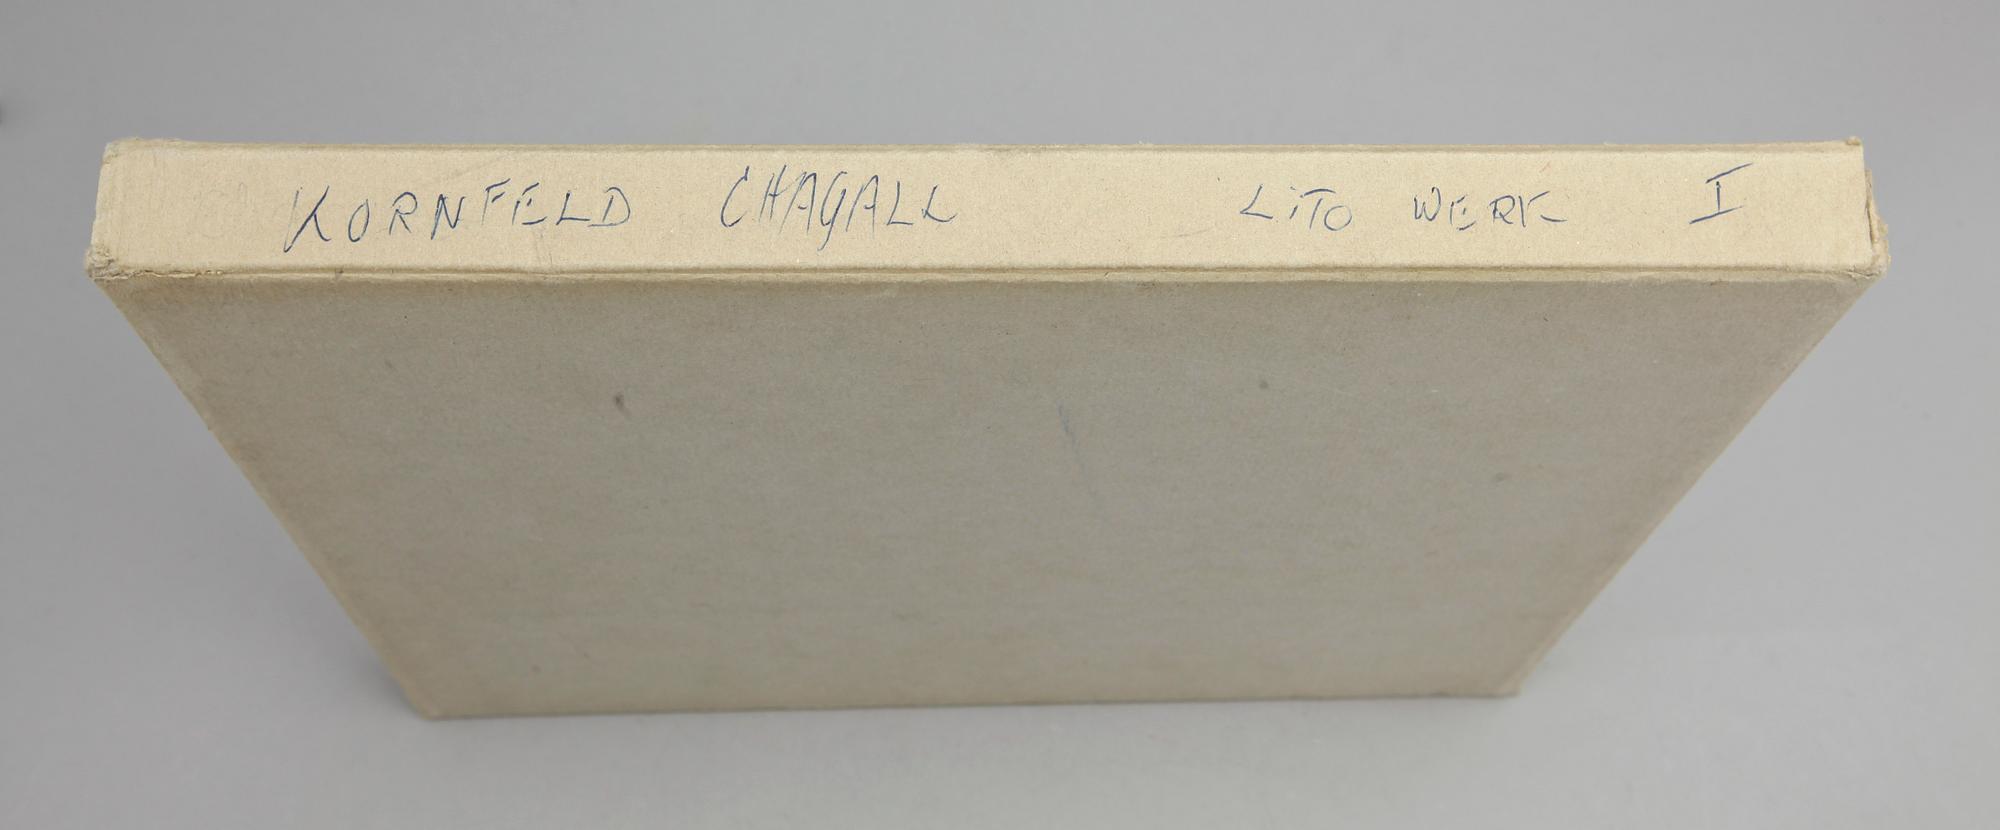 KORNFELD CHAGALL LiTO WERK I